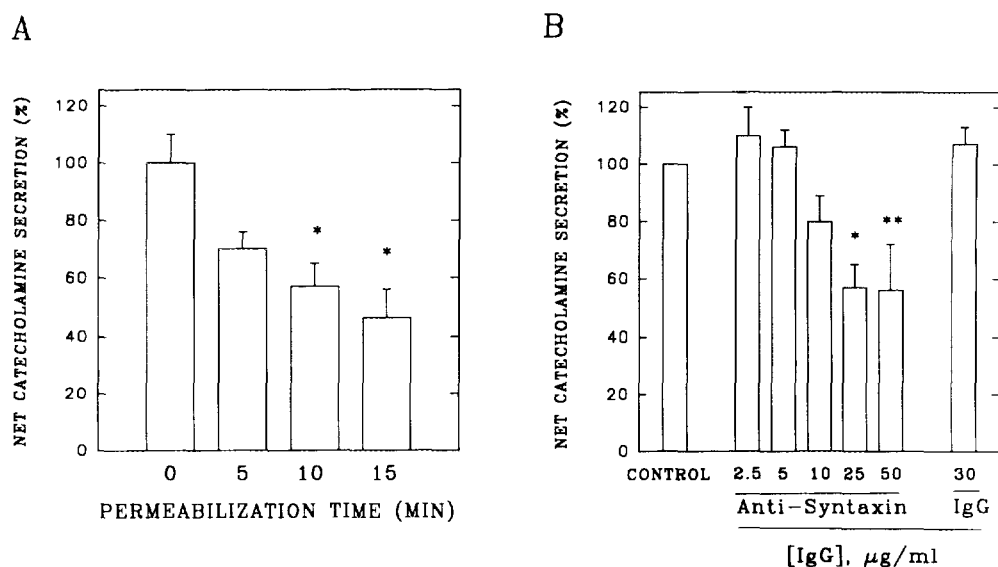 A
NET CATECHOLAMINE SECRETION (%)
120
100
80
60
40
20
0
*
*
0 5 10 15
PERMEABILIZATION TIME (MIN)
B
NET CATECHOLAMINE SECRETION (%)
120
100
80
60
40
20
0
*
**
CONTROL 2.5 5 10 25 50 30
Anti-Syntaxin IgG
[IgG], μg/ml